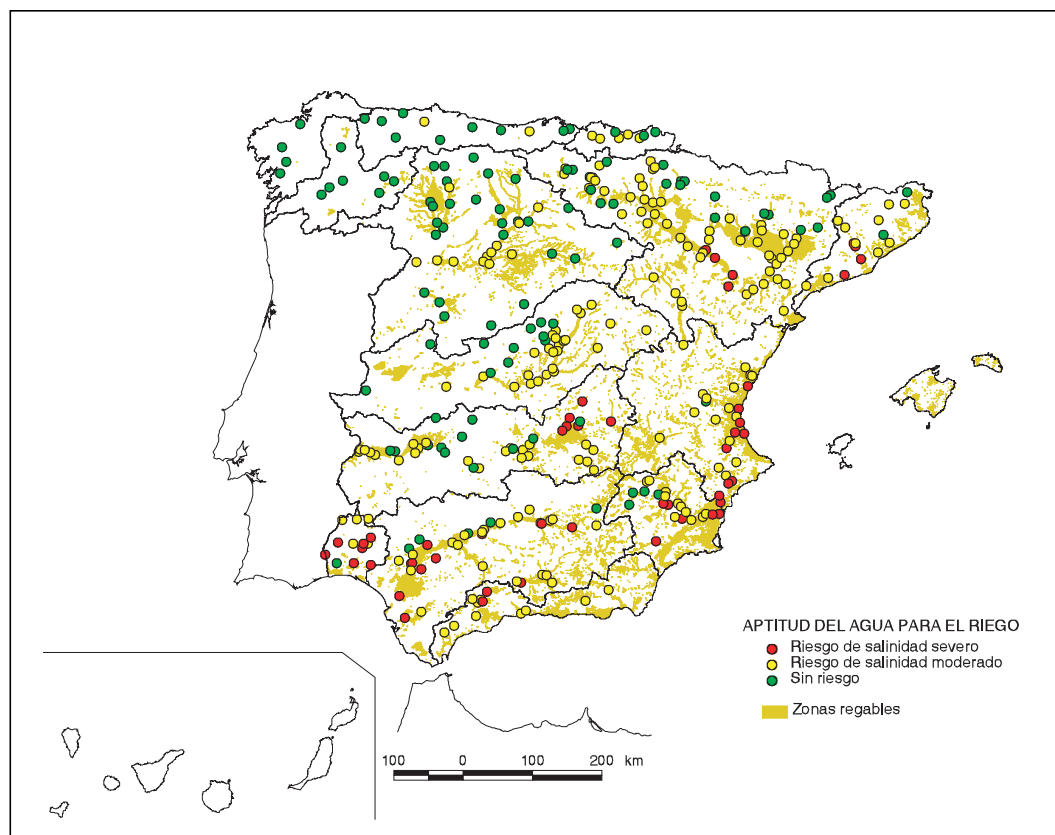 APTITUD DEL AGUA PARA EL RIEGO
Riesgo de salinidad severo
Riesgo de salinidad moderado
Sin riesgo
Zonas regables
100 0 100 200 km